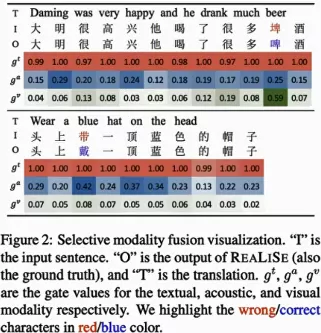 T Daming was very happy and he drank much beer
I 大 明 很 高 兴 他 喝 了 很 多 埤 酒
O 大 明 很 高 兴 他 喝 了 很 多 啤 酒
g^t 0.99 1.00 0.97 1.00 1.00 1.00 0.98 1.00 0.97 1.00 1.00 1.00
g^a 0.15 0.29 0.20 0.18 0.24 0.12 0.18 0.19 0.17 0.19 0.25 0.15
g^v 0.04 0.06 0.13 0.08 0.03 0.03 0.06 0.12 0.19 0.08 0.59 0.07
T Wear a blue hat on the head
I 头 上 带 一 顶 蓝 色 的 帽 子
O 头 上 戴 一 顶 蓝 色 的 帽 子
g^t 1.00 1.00 1.00 1.00 1.00 1.00 1.00 0.99 1.00 1.00
g^a 0.29 0.20 0.42 0.24 0.37 0.34 0.23 0.13 0.22 0.23
g^v 0.07 0.05 0.08 0.07 0.05 0.05 0.06 0.04 0.03 0.02
Figure 2: Selective modality fusion visualization. “I” is
the input sentence. “O” is the output of REALISE (also
the ground truth), and “T” is the translation. g^t, g^a, g^v
are the gate values for the textual, acoustic, and visual
modality respectively. We highlight the wrong/correct
characters in red/blue color.